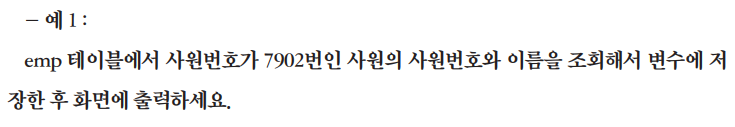 - 예 1 :
emp 테이블에서 사원번호가 7902번인 사원의 사원번호와 이름을 조회해서 변수에 저
장한 후 화면에 출력하세요.